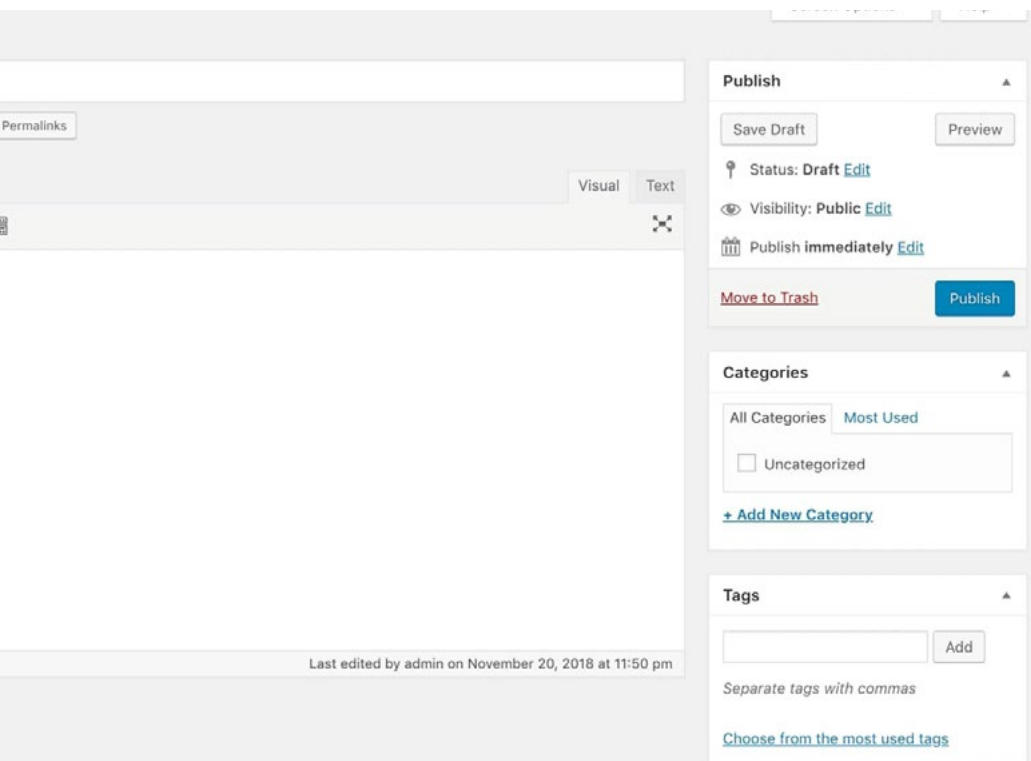 Permalinks
Visual Text
Last edited by admin on November 20, 2018 at 11:50 pm
Publish
Save Draft Preview
Status: Draft Edit
Visibility: Public Edit
Publish immediately Edit
Move to Trash Publish
Categories
All Categories Most Used
Uncategorized
+ Add New Category
Tags
Add
Separate tags with commas
Choose from the most used tags